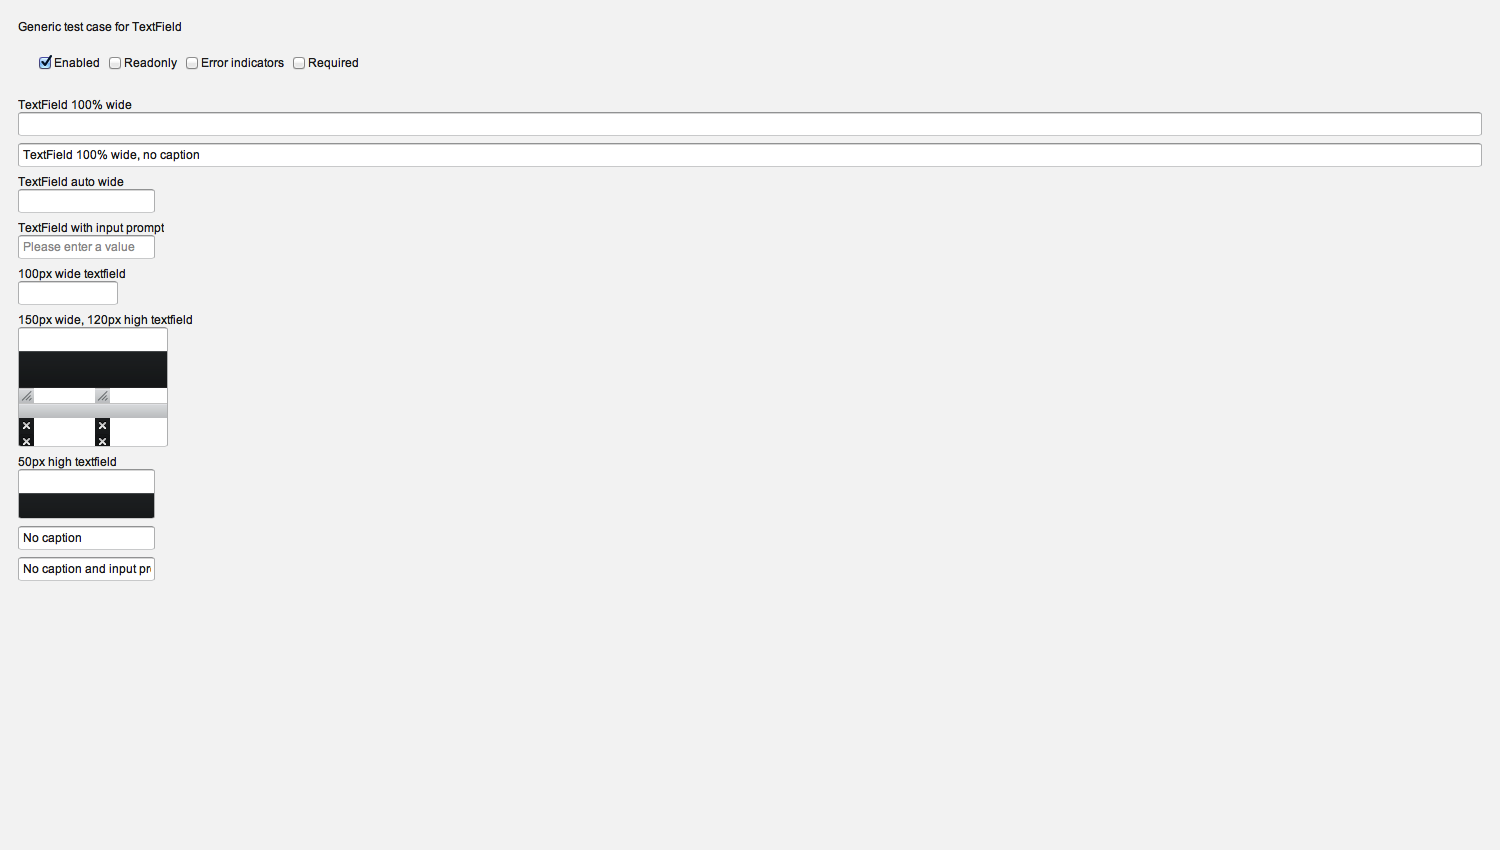 Generic test case for TextField
Enabled Readonly Error indicators Required
TextField 100% wide
TextField 100% wide, no caption
TextField auto wide
TextField with input prompt
Please enter a value
100px wide textfield
150px wide, 120px high textfield
50px high textfield
No caption
No caption and input pr